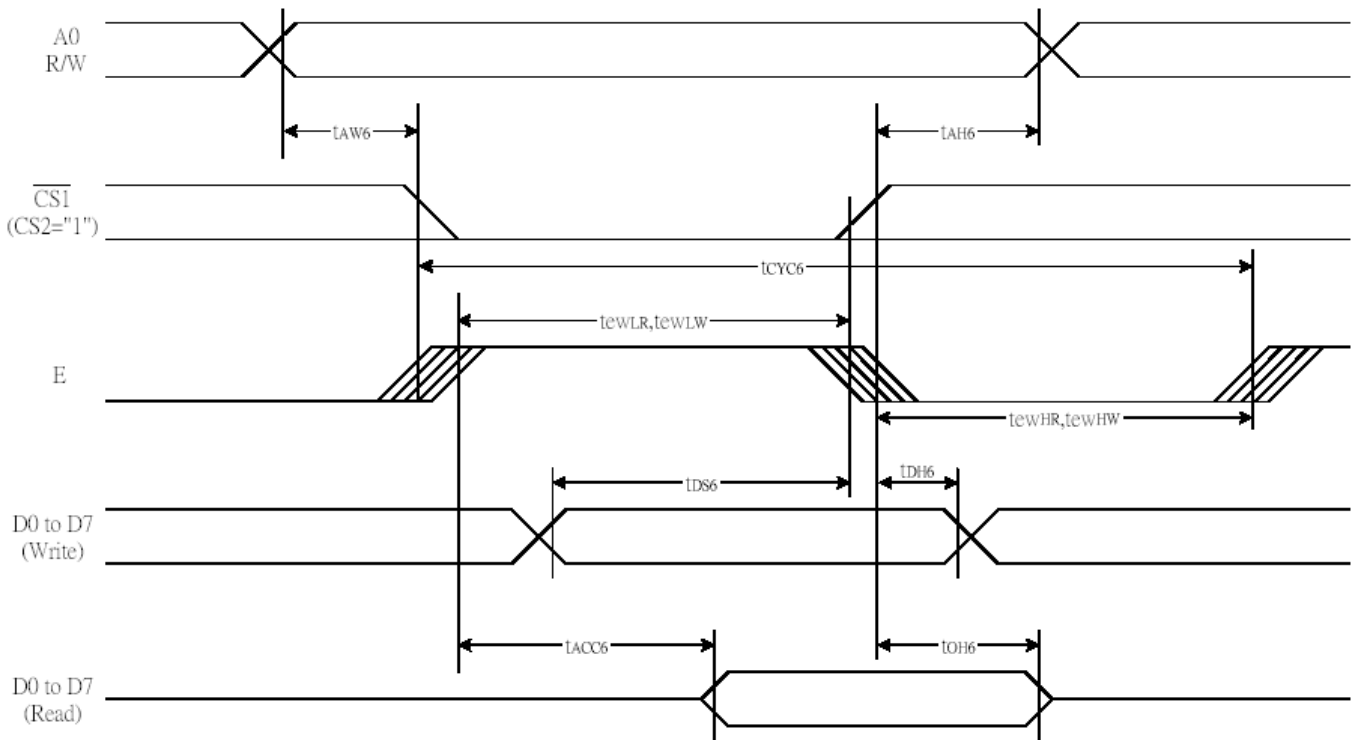 A0
R/W
tAW6
tAH6
CS1
(CS2="1")
tCYC6
tewLR,tewLW
E
tewHR,tewHW
tDS6
tDH6
D0 to D7
(Write)
tACC6
tOH6
D0 to D7
(Read)